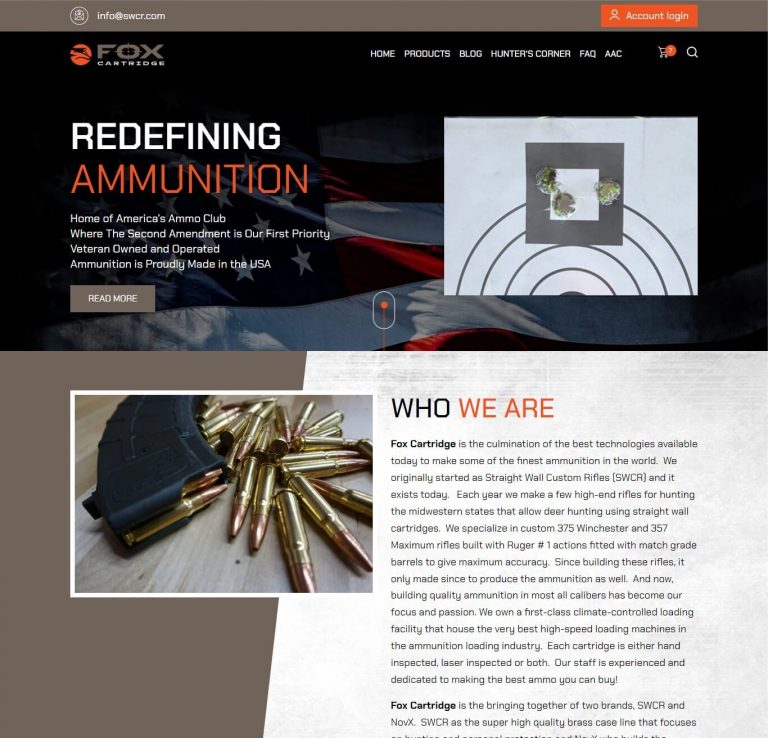 info@swcr.com
Account login
FOX
CARTRIDGE
HOME PRODUCTS BLOG HUNTER'S CORNER FAQ AAC
7
REDEFINING
AMMUNITION
Home of America's Ammo Club
Where The Second Amendment is Our First Priority
Veteran Owned and Operated
Ammunition is Proudly Made in the USA
READ MORE
WHO WE ARE
Fox Cartridge is the culmination of the best technologies available
today to make some of the finest ammunition in the world. We
originally started as Straight Wall Custom Rifles (SWCR) and it
exists today. Each year we make a few high-end rifles for hunting
the midwestern states that allow deer hunting using straight wall
cartridges. We specialize in custom 375 Winchester and 357
Maximum rifles built with Ruger # 1 actions fitted with match grade
barrels to give maximum accuracy. Since building these rifles, it
only made since to produce the ammunition as well. And now,
building quality ammunition in most all calibers has become our
focus and passion. We own a first-class climate-controlled loading
facility that house the very best high-speed loading machines in
the ammunition loading industry. Each cartridge is either hand
inspected, laser inspected or both. Our staff is experienced and
dedicated to making the best ammo you can buy!
Fox Cartridge is the bringing together of two brands, SWCR and
NovX. SWCR as the super high quality brass case line that focuses
on hunting and personal protection and NovX who builds the